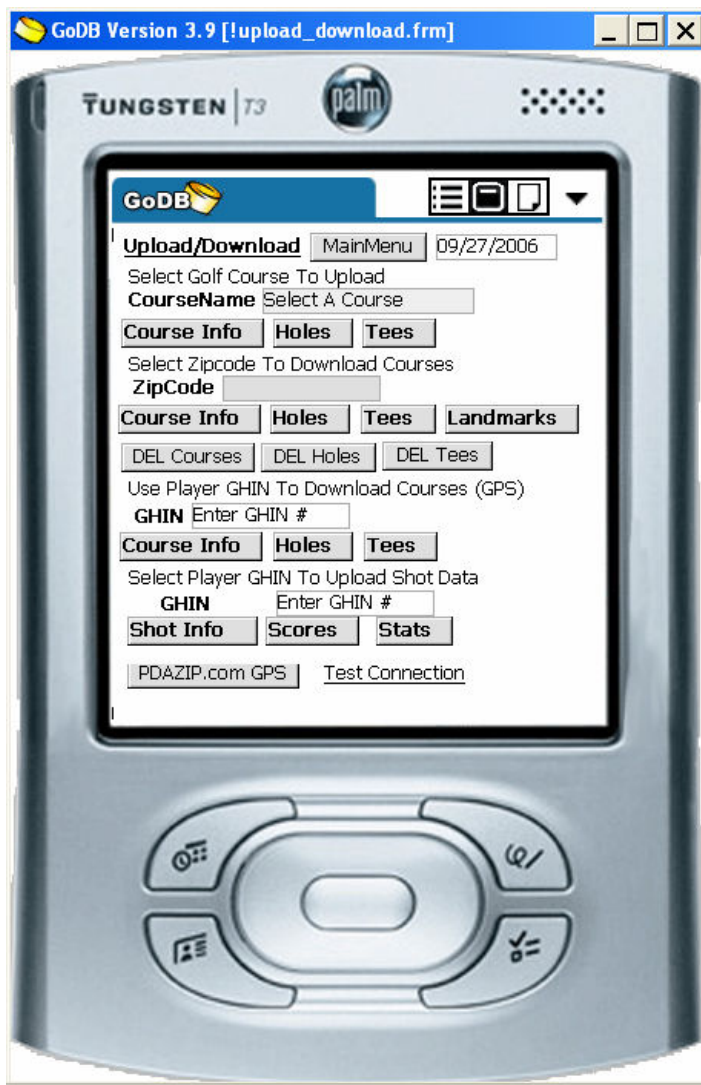 GoDB Version 3.9 [!upload_download.frm]
TUNGSTEN | T3 palm
GoDB
Upload/Download MainMenu 09/27/2006
Select Golf Course To Upload
CourseName Select A Course
Course Info Holes Tees
Select Zipcode To Download Courses
ZipCode
Course Info Holes Tees Landmarks
DEL Courses DEL Holes DEL Tees
Use Player GHIN To Download Courses (GPS)
GHIN Enter GHIN #
Course Info Holes Tees
Select Player GHIN To Upload Shot Data
GHIN Enter GHIN #
Shot Info Scores Stats
PDAZIP.com GPS Test Connection